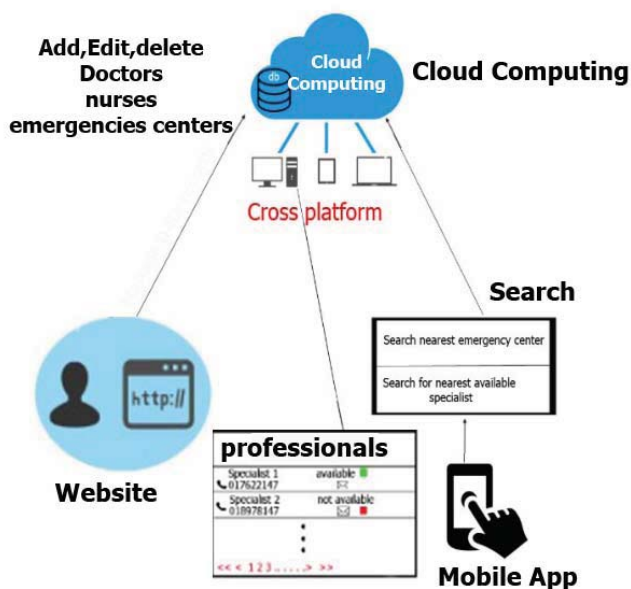 Add,Edit,delete
Doctors
nurses
emergencies centers
db
Cloud
Computing
Cloud Computing
Cross platform
Search
Search nearest emergency center
Search for nearest available
specialist
http://
Website
professionals
Specialist 1 available
017622147
Specialist 2 not available
018978147
<< < 1 2 3 ......> >>
Mobile App